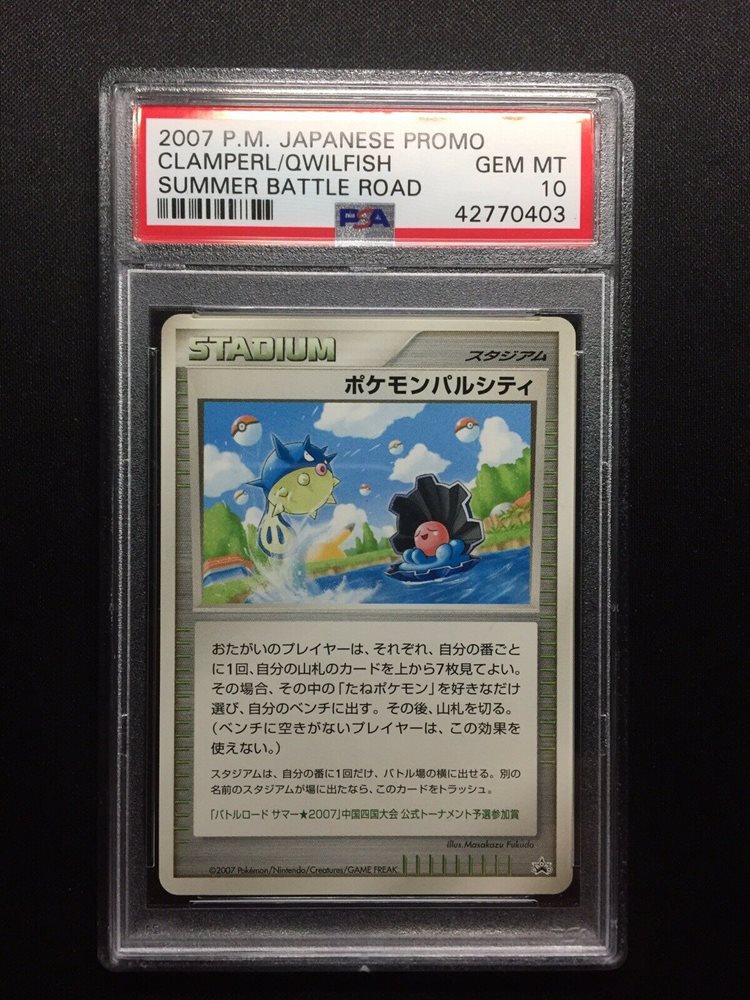 2007 P.M. JAPANESE PROMO
CLAMPERL/QWILFISH GEM MT
SUMMER BATTLE ROAD 10
PSA 42770403
STADIUM スタジアム
ポケモンパルシティ
おたがいのプレイヤーは、それぞれ、自分の番ごと
に1回、自分の山札のカードを上から7枚見てよい。
その場合、その中の「たねポケモン」を好きなだけ
選び、自分のベンチに出す。その後、山札を切る。
(ベンチに空きがないプレイヤーは、この効果を
使えない。)
スタジアムは、自分の番に1回だけ、バトル場の横に出せる。別の
名前のスタジアムが場に出たなら、このカードをトラッシュ。
「バトルロード サマー★2007」中国四国大会 公式トーナメント予選参加賞
illus.Masakazu Fukuda
©2007 Pokémon/Nintendo/Creatures/GAME FREAK